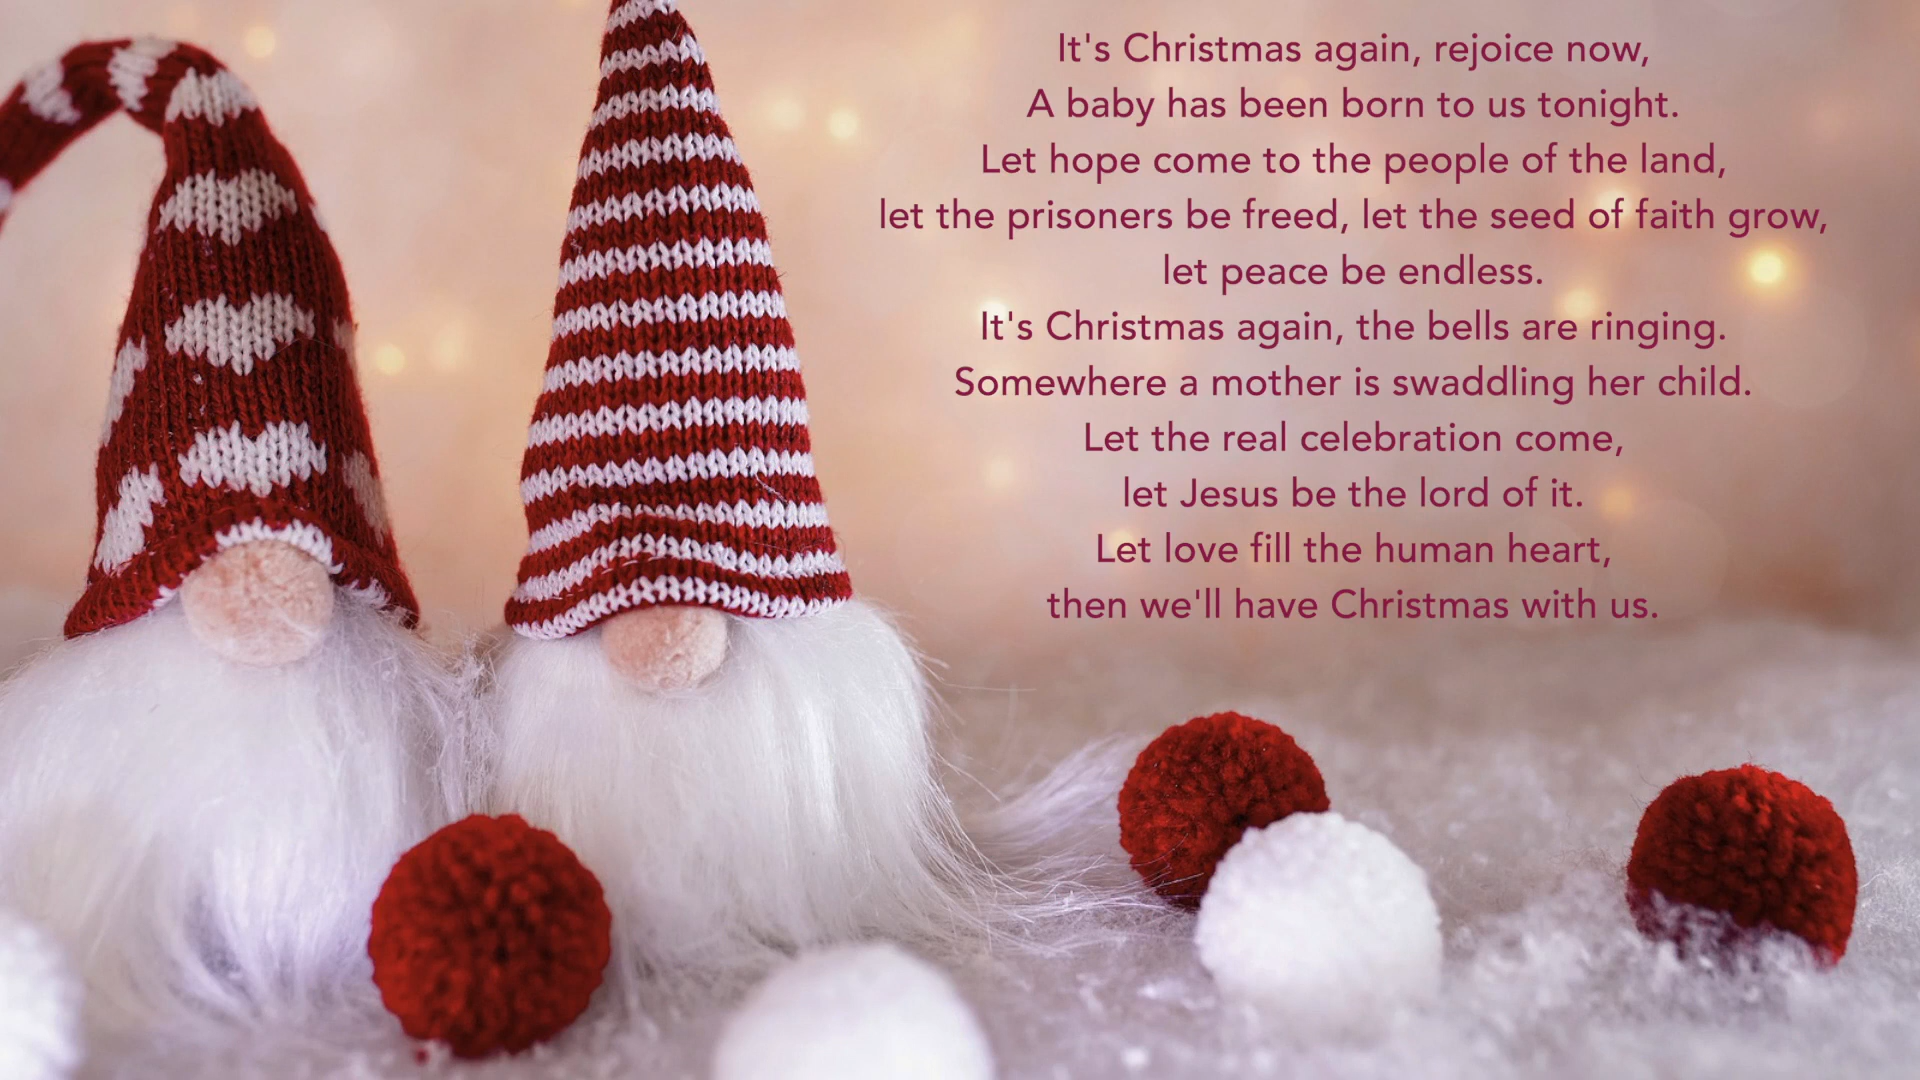 It's Christmas again, rejoice now,
A baby has been born to us tonight.
Let hope come to the people of the land,
let the prisoners be freed, let the seed of faith grow,
let peace be endless.
It's Christmas again, the bells are ringing.
Somewhere a mother is swaddling her child.
Let the real celebration come,
let Jesus be the lord of it.
Let love fill the human heart,
then we'll have Christmas with us.